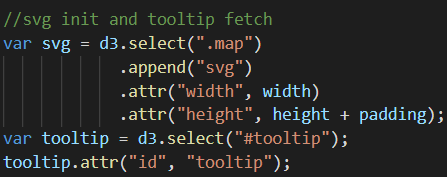 //svg init and tooltip fetch
var svg = d3.select(".map")
.append("svg")
.attr("width", width)
.attr("height", height + padding);
var tooltip = d3.select("#tooltip");
tooltip.attr("id", "tooltip");